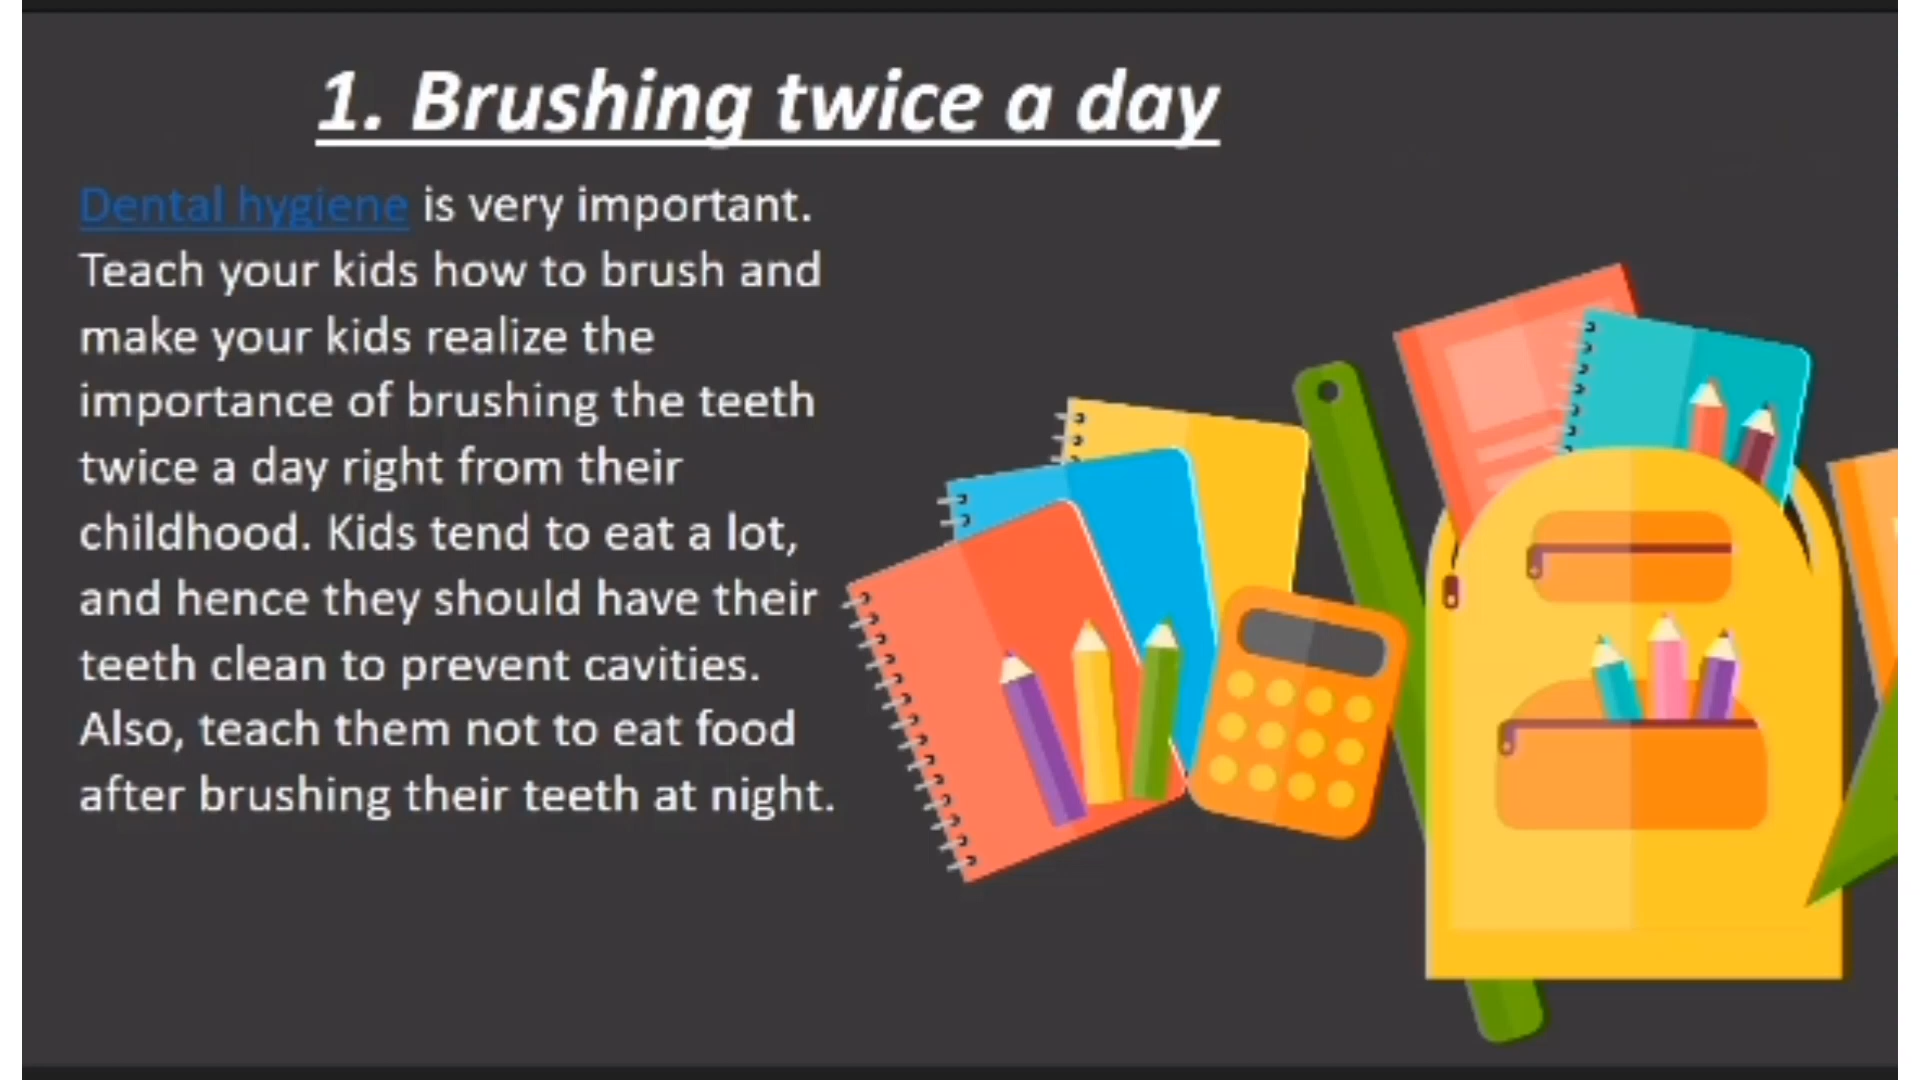 1. Brushing twice a day
Dental hygiene is very important.
Teach your kids how to brush and
make your kids realize the
importance of brushing the teeth
twice a day right from their
childhood. Kids tend to eat a lot,
and hence they should have their
teeth clean to prevent cavities.
Also, teach them not to eat food
after brushing their teeth at night.